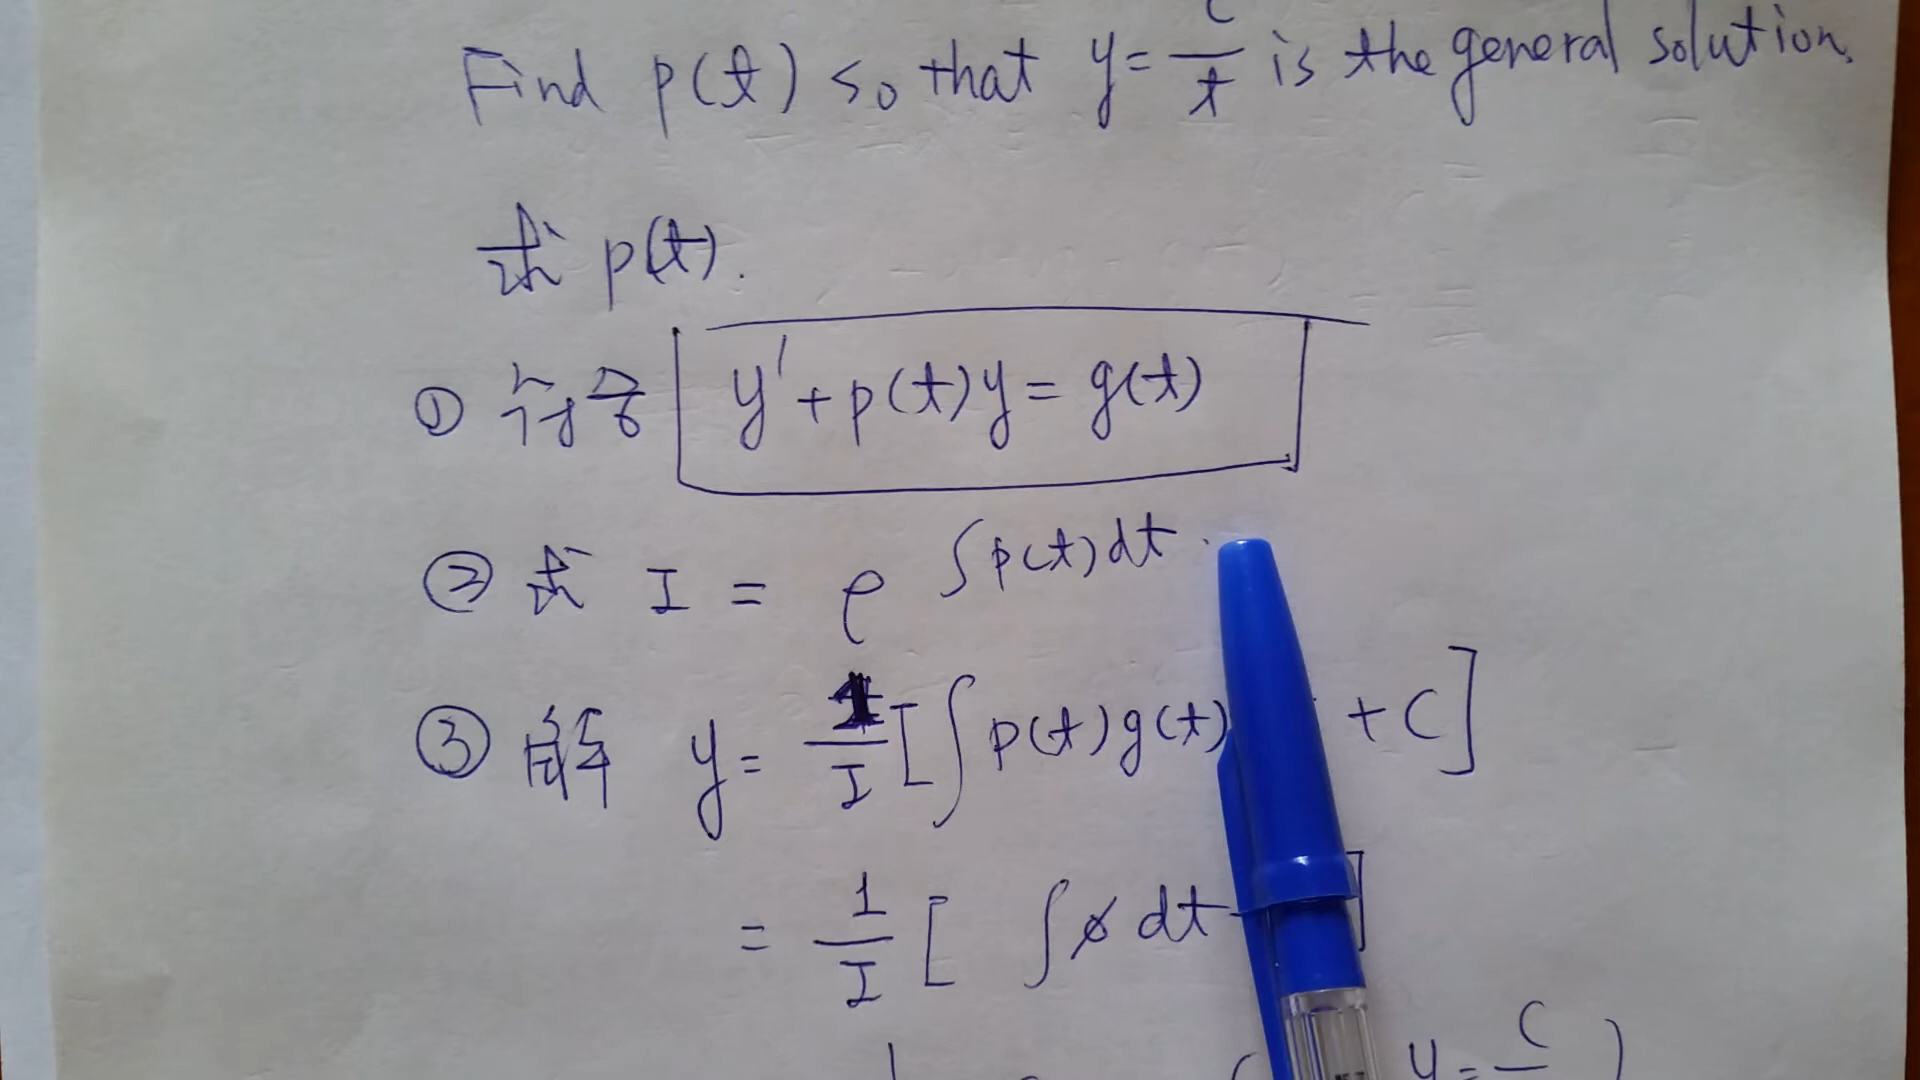 Find p(t) so that y = c/t is the general solution.
求 p(t).
① 符合 y' + p(t)y = g(t)
② 求 I = e^{∫p(t)dt}
③ 解 y = 1/I [∫p(t)g(t) + C]
= 1/I [ ∫0 dt ]
y = C